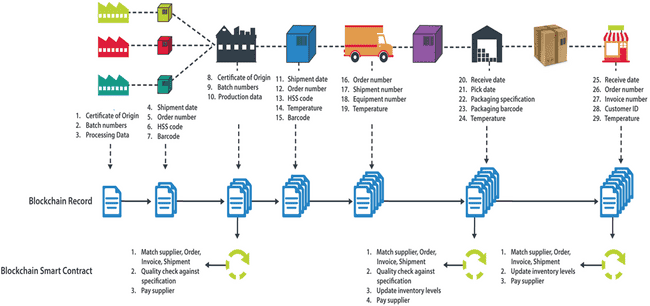 1. Certificate of Origin
2. Batch numbers
3. Processing Data
4. Shipment date
5. Order number
6. HSS code
7. Barcode
8. Certificate of Origin
9. Batch numbers
10. Production data
11. Shipment date
12. Order number
13. HSS code
14. Temperature
15. Barcode
16. Order number
17. Shipment number
18. Equipment number
19. Temperature
20. Receive date
21. Pick date
22. Packaging specification
23. Packaging barcode
24. Temperature
25. Receive date
26. Order number
27. Invoice number
28. Customer ID
29. Temperature
Blockchain Record
Blockchain Smart Contract
1. Match supplier, Order,
Invoice, Shipment
2. Quality check against
specification
3. Pay supplier
1. Match supplier, Order,
Invoice, Shipment
2. Quality check against
specification
3. Update inventory levels
4. Pay supplier
1. Match supplier, Order,
Invoice, Shipment
2. Update inventory levels
3. Pay supplier